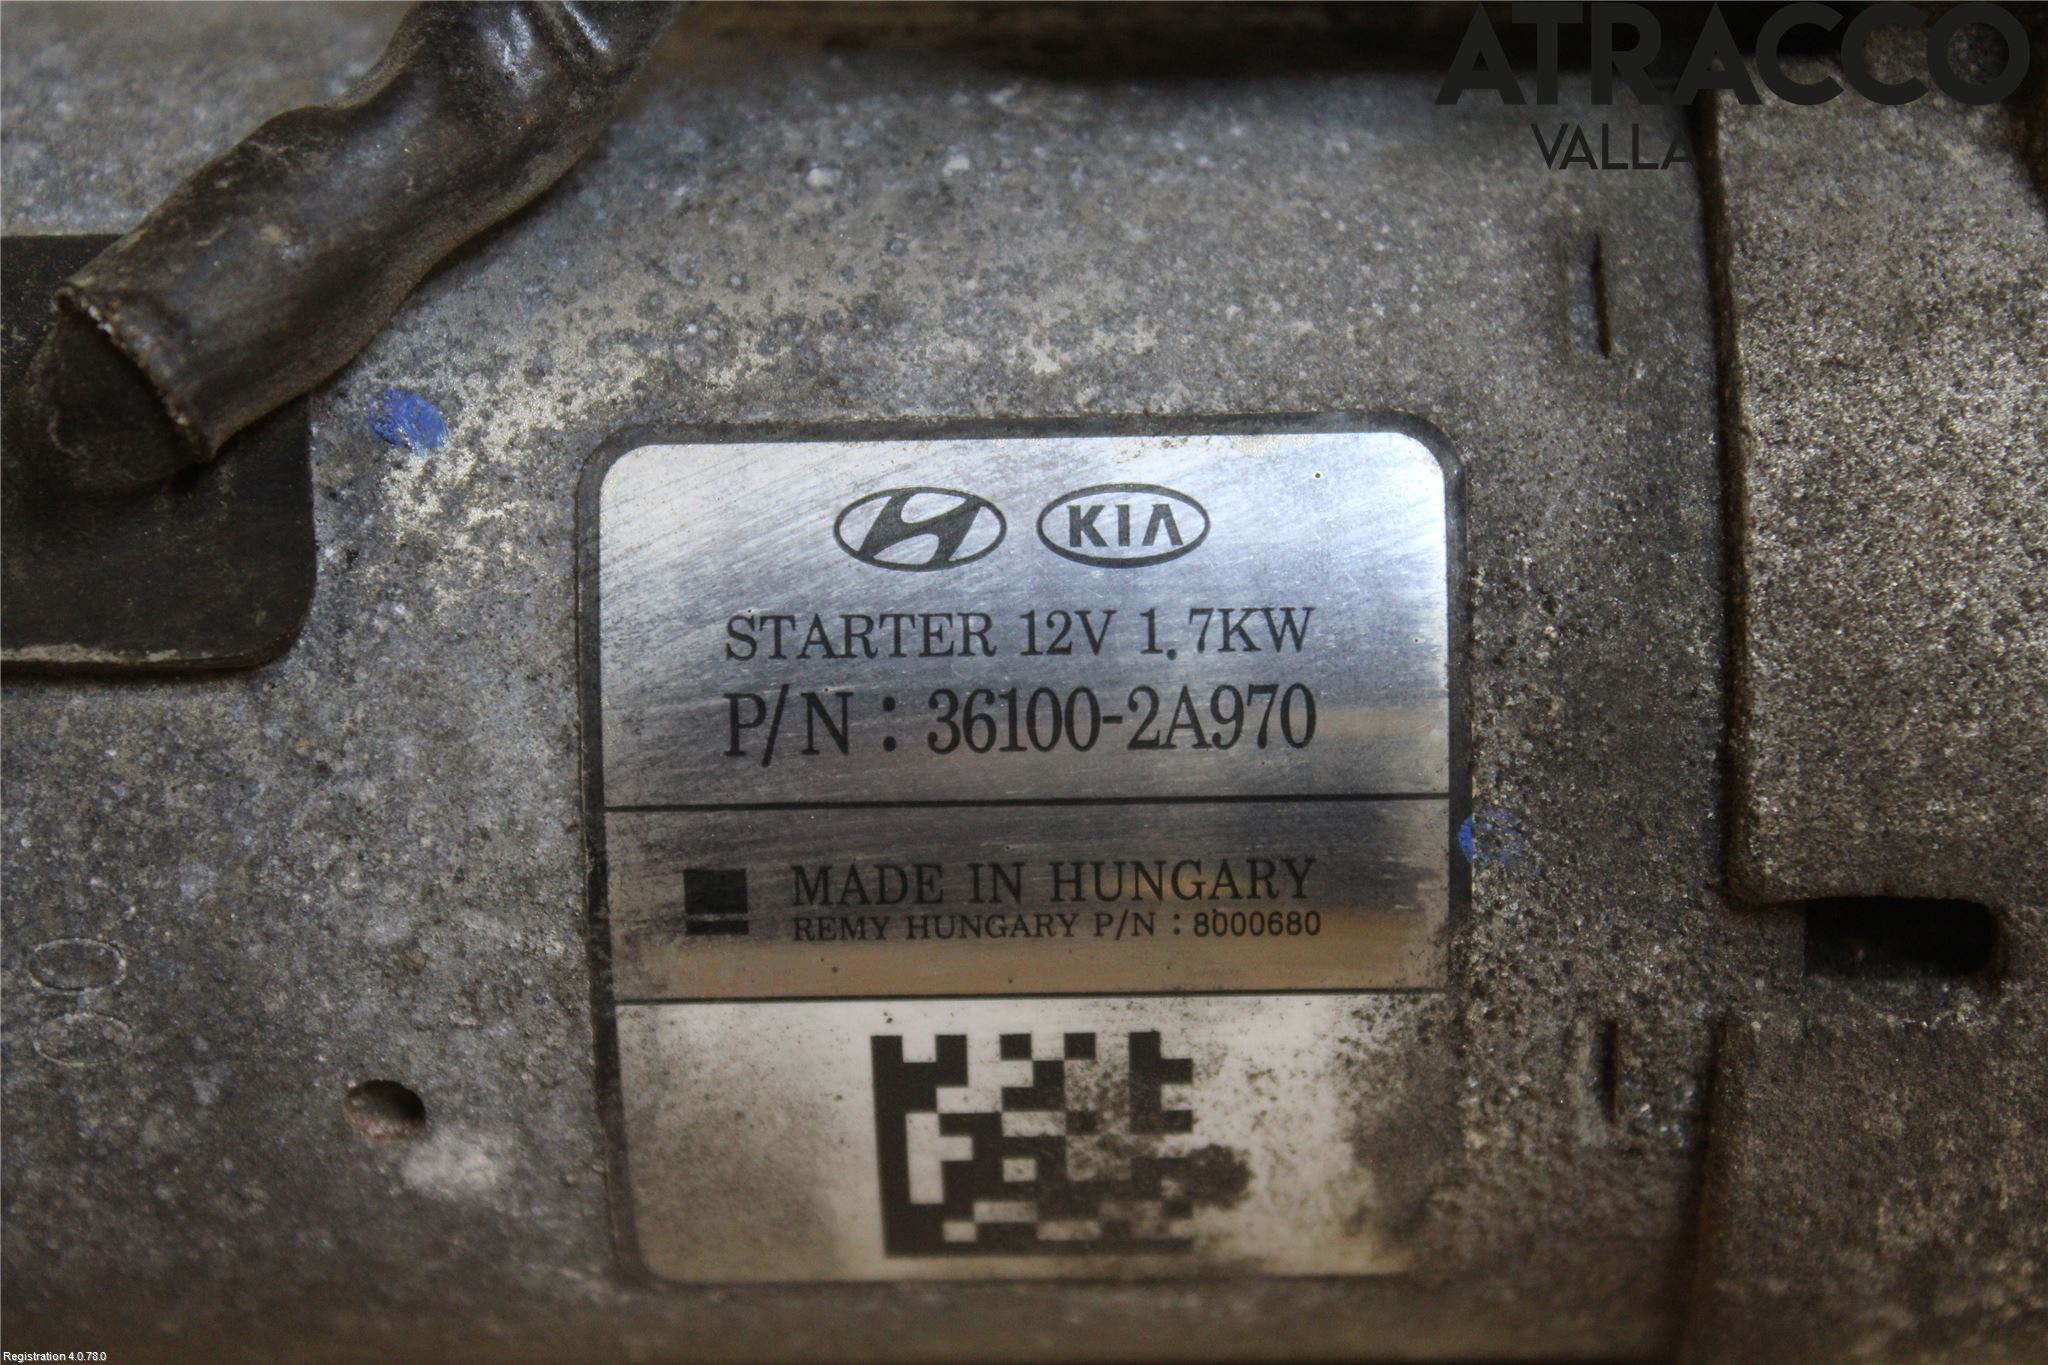 ATRACCO
VALLA
KIA
STARTER 12V 1.7KW
P/N : 36100-2A970
MADE IN HUNGARY
REMY HUNGARY P/N : 8000680
Registration 4.0.78.0